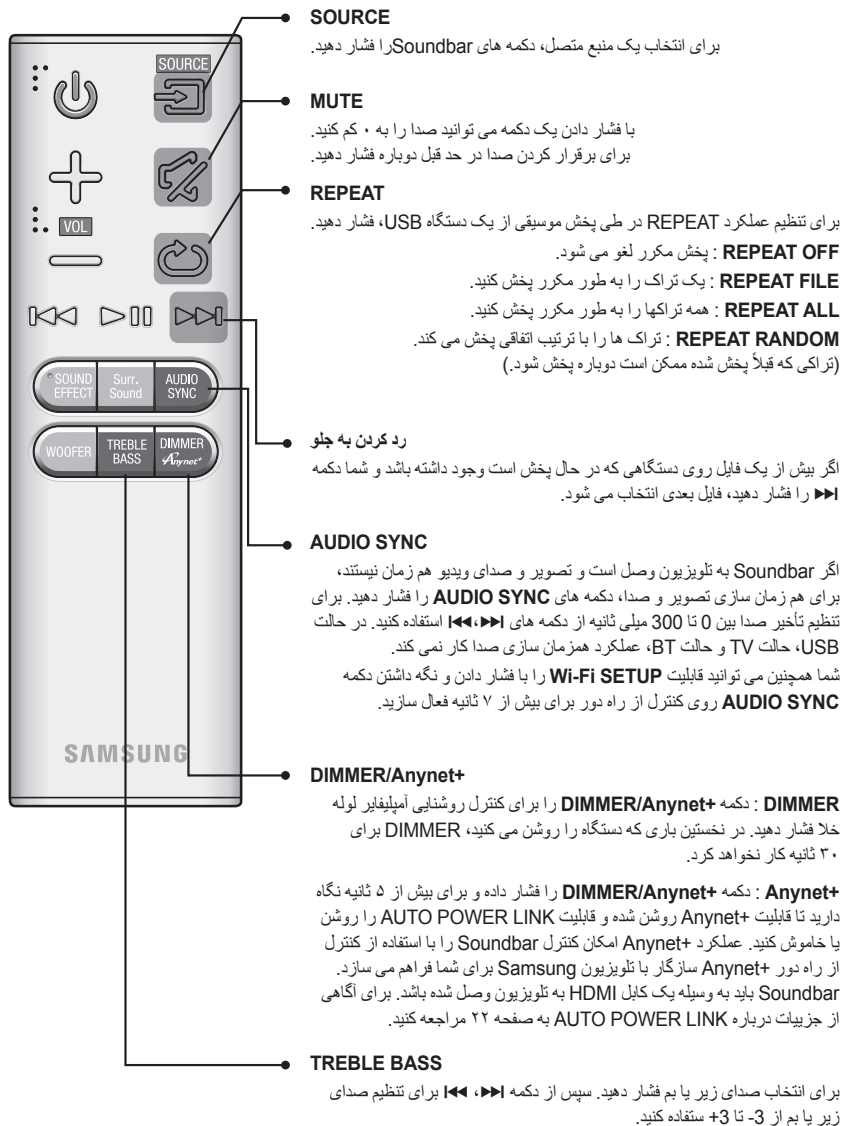 SOURCE
VOL
SOUND EFFECT
Surr. Sound
AUDIO SYNC
WOOFER
TREBLE BASS
DIMMER Anynet+
SAMSUNG
SOURCE
برای انتخاب یک منبع متصل، دکمه های Soundbarرا فشار دهید.
MUTE
با فشار دادن یک دکمه می توانید صدا را به ۰ کم کنید.
برای برقرار کردن صدا در حد قبل دوباره فشار دهید.
REPEAT
برای تنظیم عملکرد REPEAT در طی پخش موسیقی از یک دستگاه USB، فشار دهید.
REPEAT OFF : پخش مکرر لغو می شود.
REPEAT FILE : یک تراک را به طور مکرر پخش کنید.
REPEAT ALL : همه تراکها را به طور مکرر پخش کنید.
REPEAT RANDOM : تراک ها را با ترتیب اتفاقی پخش می کند.
(تراکی که قبلاً پخش شده ممکن است دوباره پخش شود.)
رد کردن به جلو
اگر بیش از یک فایل روی دستگاهی که در حال پخش است وجود داشته باشد و شما دکمه
⏭ را فشار دهید، فایل بعدی انتخاب می شود.
AUDIO SYNC
اگر Soundbar به تلویزیون وصل است و تصویر و صدای ویدیو هم زمان نیستند،
برای هم زمان سازی تصویر و صدا، دکمه های AUDIO SYNC را فشار دهید. برای
تنظیم تأخیر صدا بین 0 تا 300 میلی ثانیه از دکمه های ⏭،⏮ استفاده کنید. در حالت
USB، حالت TV و حالت BT، عملکرد همزمان سازی صدا کار نمی کند.
شما همچنین می توانید قابلیت Wi-Fi SETUP را با فشار دادن و نگه داشتن دکمه
AUDIO SYNC روی کنترل از راه دور برای بیش از ۷ ثانیه فعال سازید.
DIMMER/Anynet+
DIMMER : دکمه DIMMER/Anynet+ را برای کنترل روشنایی آمپلیفایر لوله
خلا فشار دهید. در نخستین باری که دستگاه را روشن می کنید، DIMMER برای
۳۰ ثانیه کار نخواهد کرد.
Anynet+ : دکمه DIMMER/Anynet+ را فشار داده و برای بیش از ۵ ثانیه نگاه
دارید تا قابلیت Anynet+ روشن شده و قابلیت AUTO POWER LINK را روشن
یا خاموش کنید. عملکرد Anynet+ امکان کنترل Soundbar را با استفاده از کنترل
از راه دور Anynet+ سازگار با تلویزیون Samsung برای شما فراهم می سازد.
Soundbar باید به وسیله یک کابل HDMI به تلویزیون وصل شده باشد. برای آگاهی
از جزییات درباره AUTO POWER LINK به صفحه ۲۲ مراجعه کنید.
TREBLE BASS
برای انتخاب صدای زیر یا بم فشار دهید. سپس از دکمه ⏭، ⏮ برای تنظیم صدای
زیر یا بم از 3- تا 3+ ستفاده کنید.